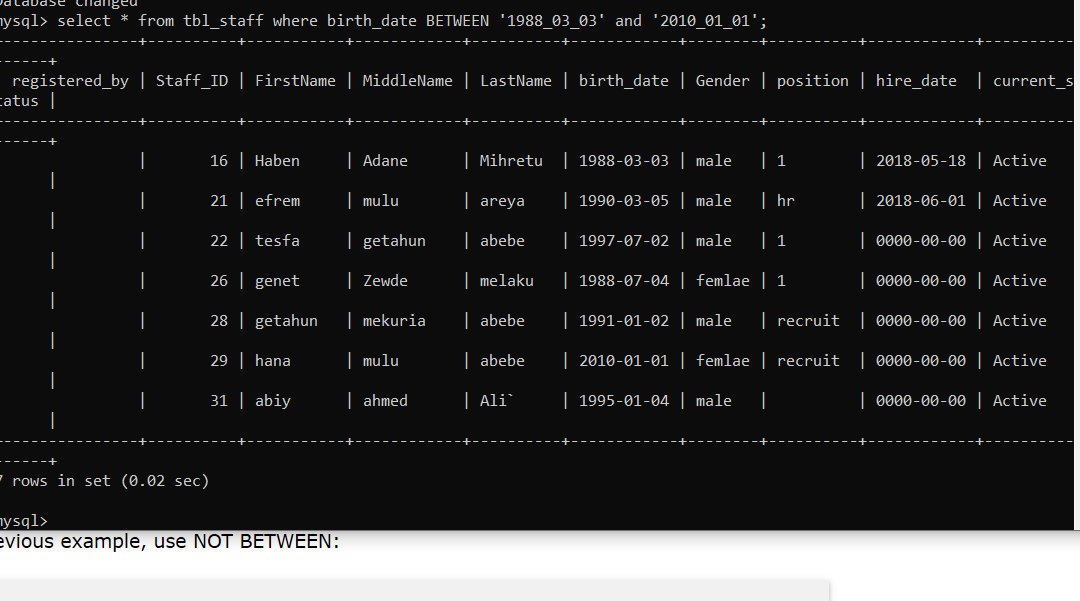 Database changed
mysql> select * from tbl_staff where birth_date BETWEEN '1988_03_03' and '2010_01_01';
----------------+----------+-----------+------------+----------+------------+--------+----------+------------+----------
------+
registered_by | Staff_ID | FirstName | MiddleName | LastName | birth_date | Gender | position | hire_date | current_s
tatus |
----------------+----------+-----------+------------+----------+------------+--------+----------+------------+----------
------+
| 16 | Haben | Adane | Mihretu | 1988-03-03 | male | 1 | 2018-05-18 | Active
|
| 21 | efrem | mulu | areya | 1990-03-05 | male | hr | 2018-06-01 | Active
|
| 22 | tesfa | getahun | abebe | 1997-07-02 | male | 1 | 0000-00-00 | Active
|
| 26 | genet | Zewde | melaku | 1988-07-04 | femlae | 1 | 0000-00-00 | Active
|
| 28 | getahun | mekuria | abebe | 1991-01-02 | male | recruit | 0000-00-00 | Active
|
| 29 | hana | mulu | abebe | 2010-01-01 | femlae | recruit | 0000-00-00 | Active
|
| 31 | abiy | ahmed | Ali` | 1995-01-04 | male | | 0000-00-00 | Active
|
----------------+----------+-----------+------------+----------+------------+--------+----------+------------+----------
------+
7 rows in set (0.02 sec)
mysql>
evious example, use NOT BETWEEN: